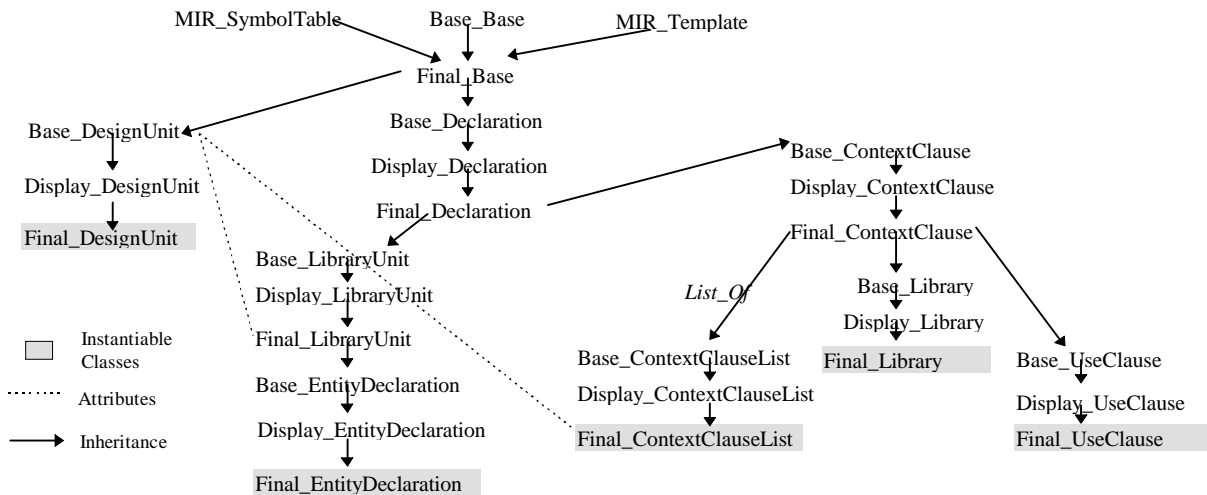 MIR_SymbolTable
Base_Base
MIR_Template
Final_Base
Base_DesignUnit
Display_DesignUnit
Final_DesignUnit
Base_Declaration
Display_Declaration
Final_Declaration
Base_ContextClause
Display_ContextClause
Final_ContextClause
Base_LibraryUnit
Display_LibraryUnit
Final_LibraryUnit
Base_EntityDeclaration
Display_EntityDeclaration
Final_EntityDeclaration
List_Of
Base_ContextClauseList
Display_ContextClauseList
Final_ContextClauseList
Base_Library
Display_Library
Final_Library
Base_UseClause
Display_UseClause
Final_UseClause
Instantiable
Classes
Attributes
Inheritance